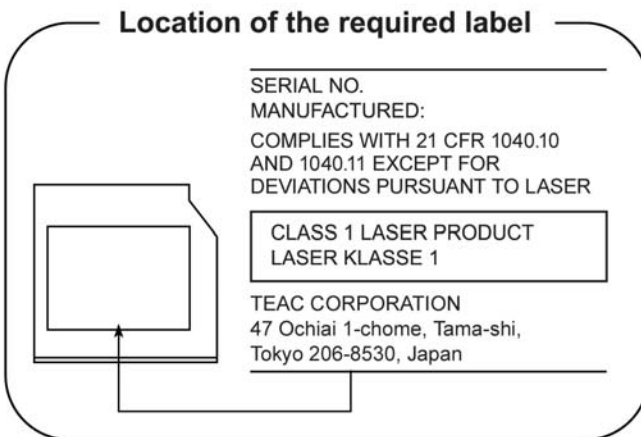 Location of the required label
SERIAL NO.
MANUFACTURED:
COMPLIES WITH 21 CFR 1040.10
AND 1040.11 EXCEPT FOR
DEVIATIONS PURSUANT TO LASER
CLASS 1 LASER PRODUCT
LASER KLASSE 1
TEAC CORPORATION
47 Ochiai 1-chome, Tama-shi,
Tokyo 206-8530, Japan